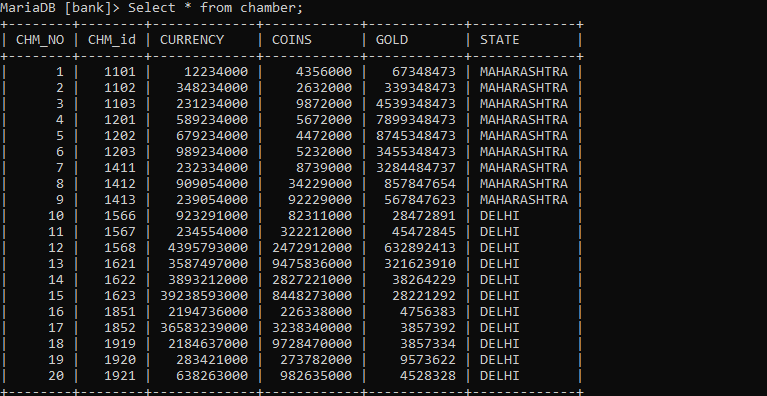 MariaDB [bank]> Select * from chamber;
+--------+--------+-------------+------------+------------+-------------+
| CHM_NO | CHM_id | CURRENCY | COINS | GOLD | STATE |
+--------+--------+-------------+------------+------------+-------------+
| 1 | 1101 | 12234000 | 4356000 | 67348473 | MAHARASHTRA |
| 2 | 1102 | 348234000 | 2632000 | 339348473 | MAHARASHTRA |
| 3 | 1103 | 231234000 | 9872000 | 4539348473 | MAHARASHTRA |
| 4 | 1201 | 589234000 | 5672000 | 7899348473 | MAHARASHTRA |
| 5 | 1202 | 679234000 | 4472000 | 8745348473 | MAHARASHTRA |
| 6 | 1203 | 989234000 | 5232000 | 3455348473 | MAHARASHTRA |
| 7 | 1411 | 232334000 | 8739000 | 3284484737 | MAHARASHTRA |
| 8 | 1412 | 909054000 | 34229000 | 857847654 | MAHARASHTRA |
| 9 | 1413 | 239054000 | 92229000 | 567847623 | MAHARASHTRA |
| 10 | 1566 | 923291000 | 82311000 | 28472891 | DELHI |
| 11 | 1567 | 234554000 | 322212000 | 45472845 | DELHI |
| 12 | 1568 | 4395793000 | 2472912000 | 632892413 | DELHI |
| 13 | 1621 | 3587497000 | 9475836000 | 321623910 | DELHI |
| 14 | 1622 | 3893212000 | 2827221000 | 38264229 | DELHI |
| 15 | 1623 | 39238593000 | 8448273000 | 28221292 | DELHI |
| 16 | 1851 | 2194736000 | 226338000 | 4756383 | DELHI |
| 17 | 1852 | 36583239000 | 3238340000 | 3857392 | DELHI |
| 18 | 1919 | 2184637000 | 9728470000 | 3857334 | DELHI |
| 19 | 1920 | 283421000 | 273782000 | 9573622 | DELHI |
| 20 | 1921 | 638263000 | 982635000 | 4528328 | DELHI |
+--------+--------+-------------+------------+------------+-------------+